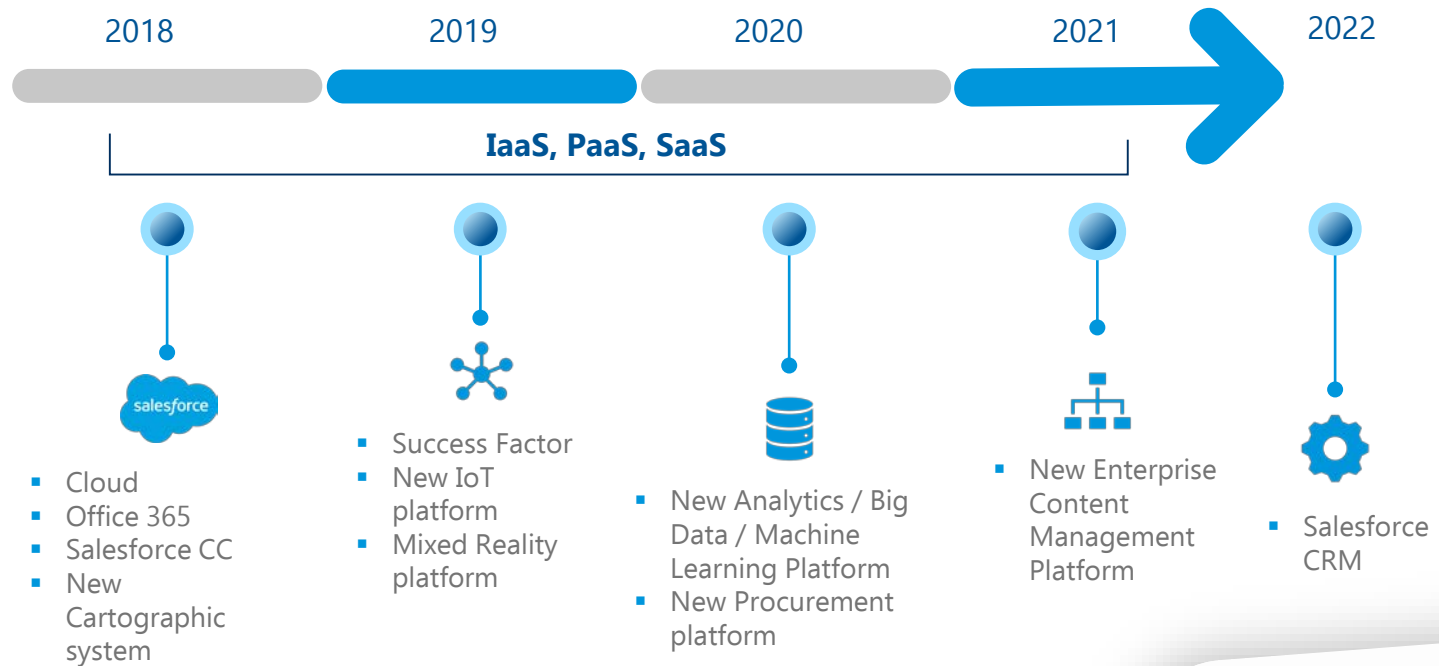 2018
2019
2020
2021
2022
IaaS, PaaS, SaaS
salesforce
▪ Cloud
▪ Office 365
▪ Salesforce CC
▪ New
Cartographic
system
▪ Success Factor
▪ New IoT
platform
▪ Mixed Reality
platform
▪ New Analytics / Big
Data / Machine
Learning Platform
▪ New Procurement
platform
▪ New Enterprise
Content
Management
Platform
▪ Salesforce
CRM